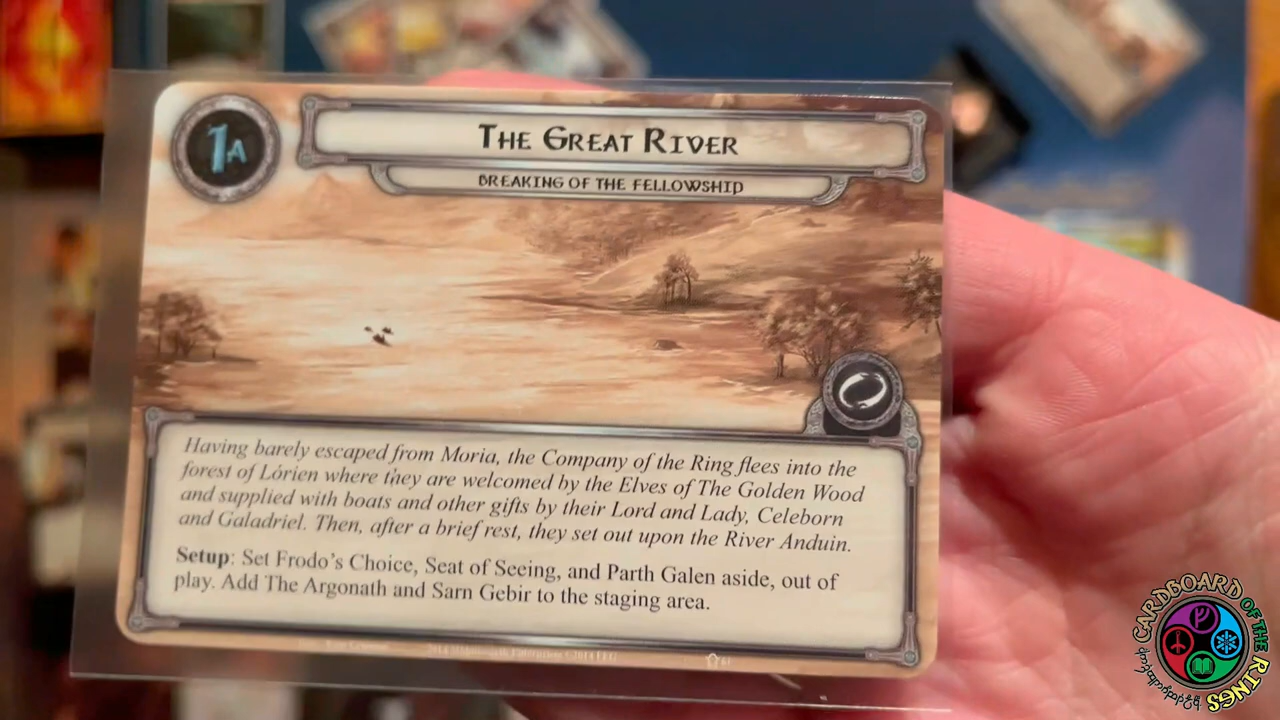 1A
THE GREAT RIVER
BREAKING OF THE FELLOWSHIP
Having barely escaped from Moria, the Company of the Ring flees into the
forest of Lórien where they are welcomed by the Elves of The Golden Wood
and supplied with boats and other gifts by their Lord and Lady, Celeborn
and Galadriel. Then, after a brief rest, they set out upon the River Anduin.
Setup: Set Frodo's Choice, Seat of Seeing, and Parth Galen aside, out of
play. Add The Argonath and Sarn Gebir to the staging area.
CARDBOARD OF THE RINGS